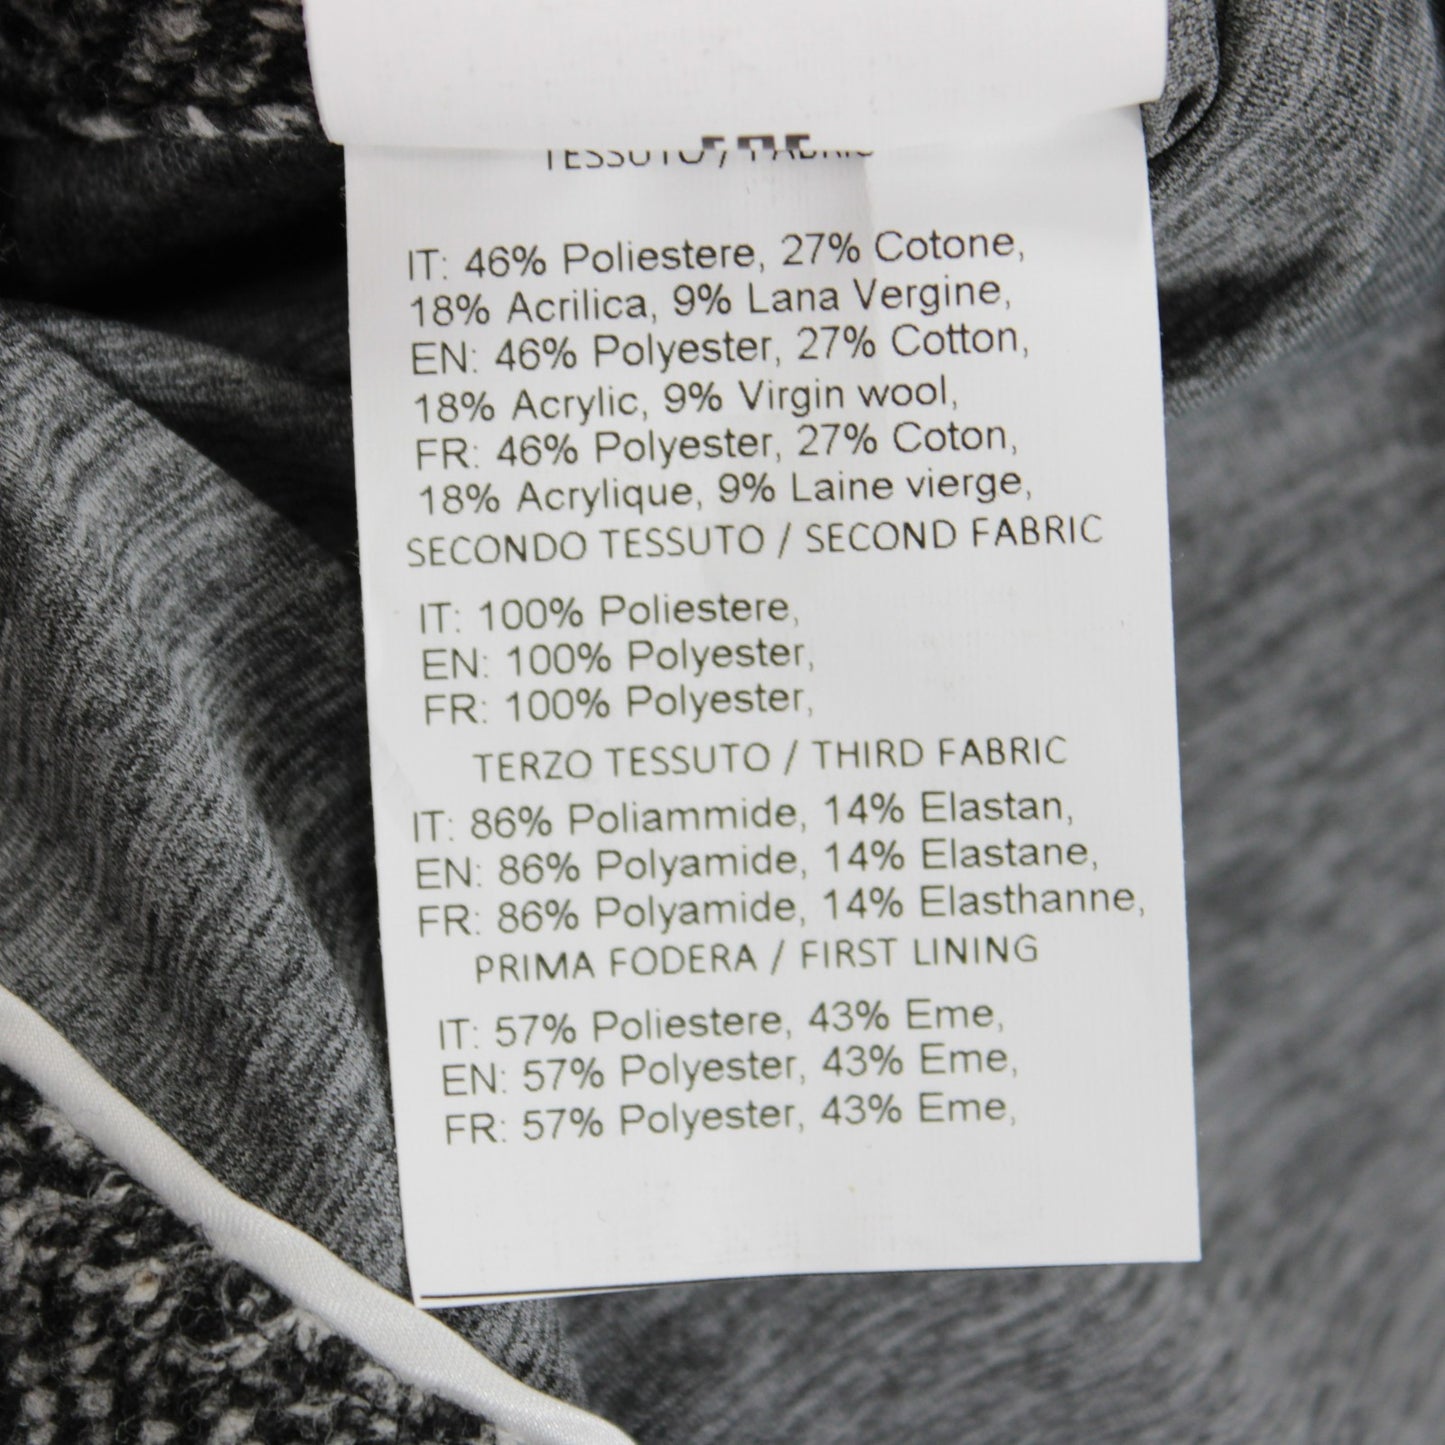 TESSUTO / FABRIC
IT: 46% Poliestere, 27% Cotone,
18% Acrilica, 9% Lana Vergine,
EN: 46% Polyester, 27% Cotton,
18% Acrylic, 9% Virgin wool,
FR: 46% Polyester, 27% Coton,
18% Acrylique, 9% Laine vierge,
SECONDO TESSUTO / SECOND FABRIC
IT: 100% Poliestere,
EN: 100% Polyester,
FR: 100% Polyester,
TERZO TESSUTO / THIRD FABRIC
IT: 86% Poliammide, 14% Elastan,
EN: 86% Polyamide, 14% Elastane,
FR: 86% Polyamide, 14% Elasthanne,
PRIMA FODERA / FIRST LINING
IT: 57% Poliestere, 43% Eme,
EN: 57% Polyester, 43% Eme,
FR: 57% Polyester, 43% Eme,